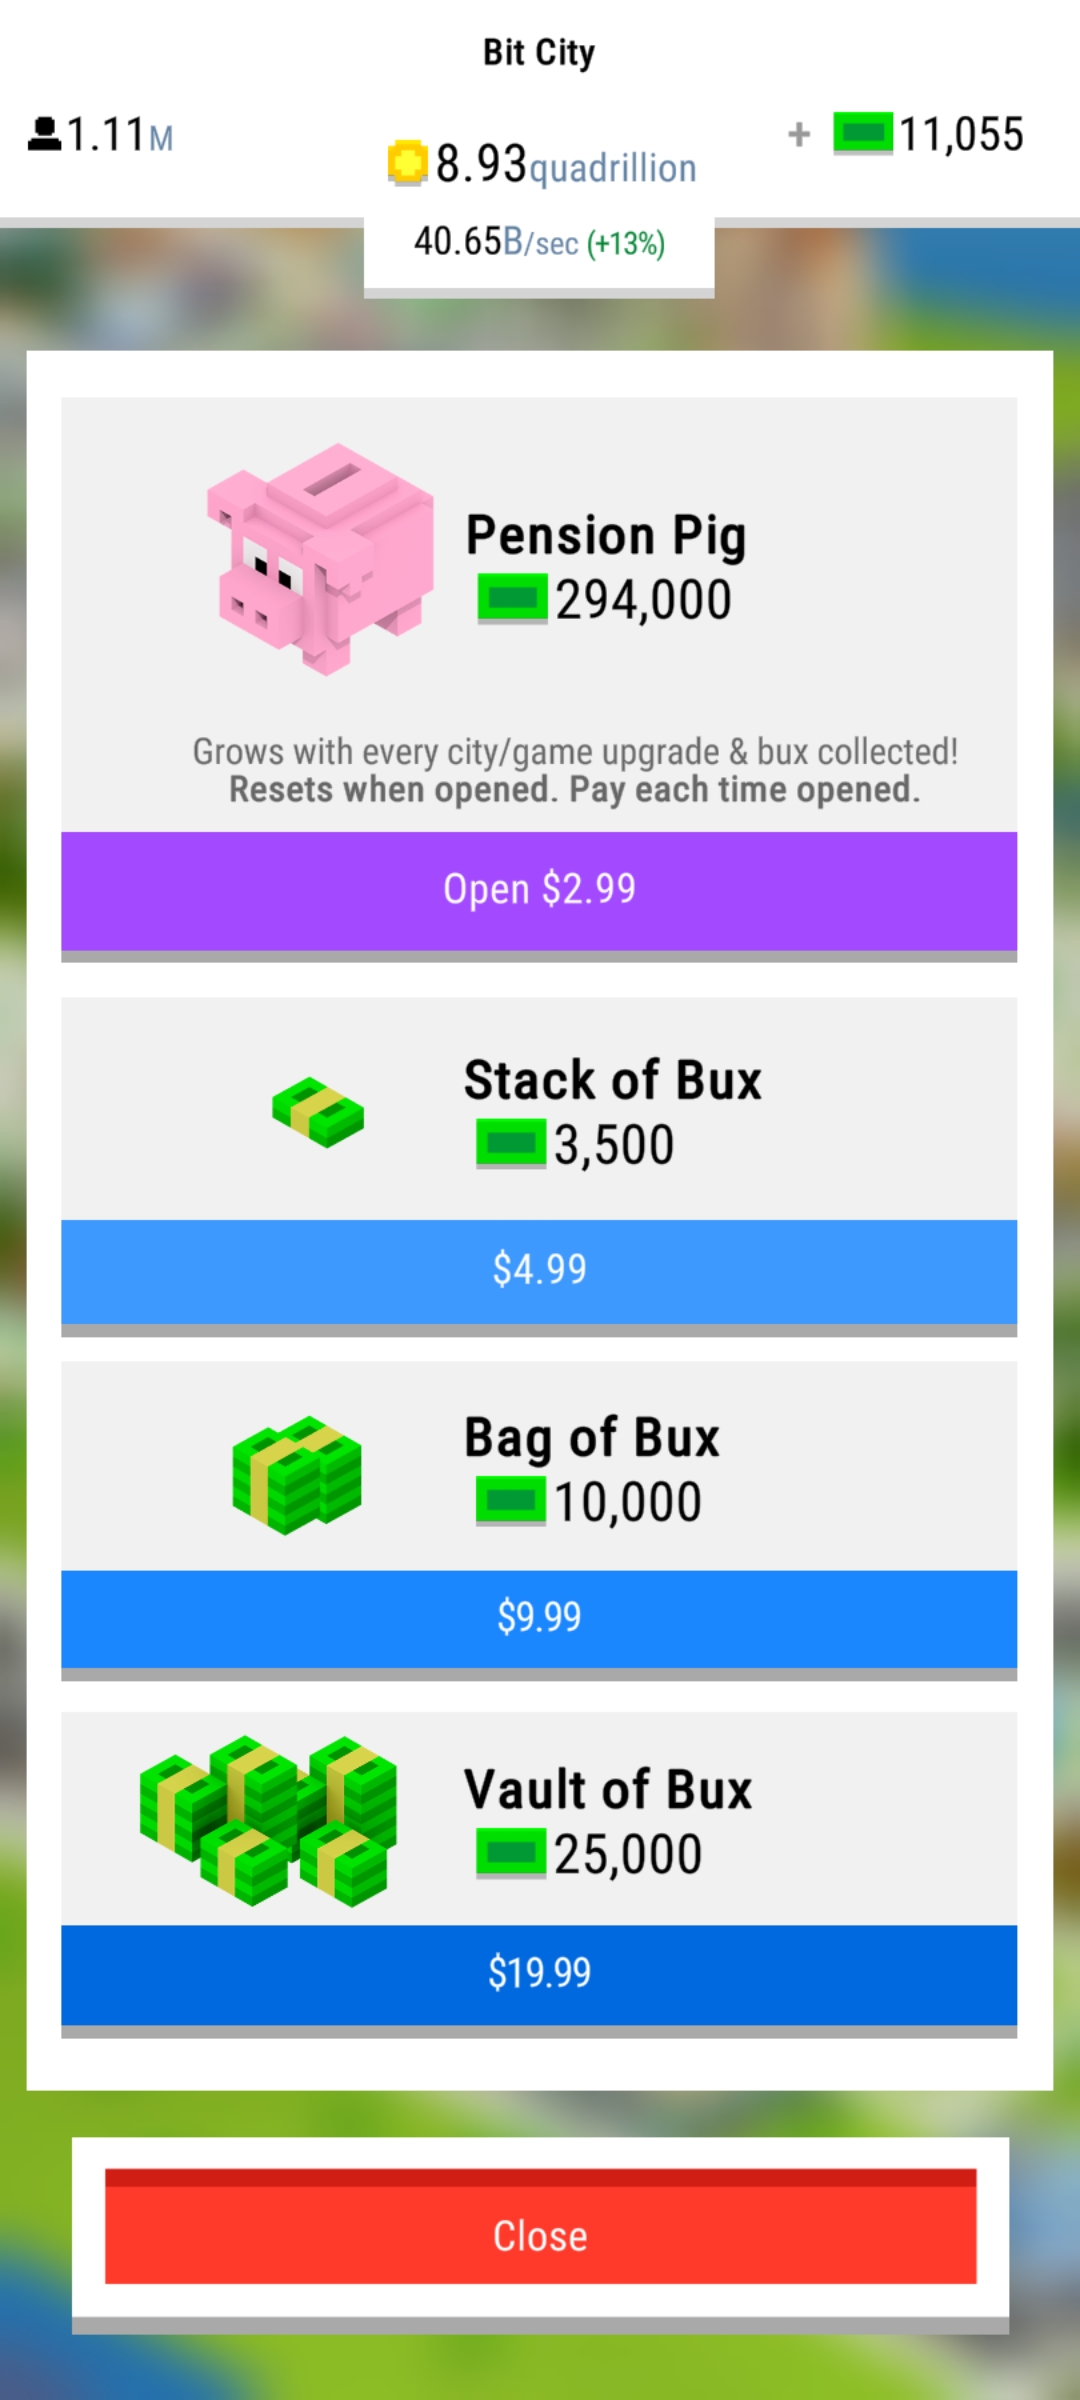 Bit City
1.11M
8.93quadrillion
+ 11,055
40.65B/sec (+13%)
Pension Pig
294,000
Grows with every city/game upgrade & bux collected!
Resets when opened. Pay each time opened.
Open $2.99
Stack of Bux
3,500
$4.99
Bag of Bux
10,000
$9.99
Vault of Bux
25,000
$19.99
Close